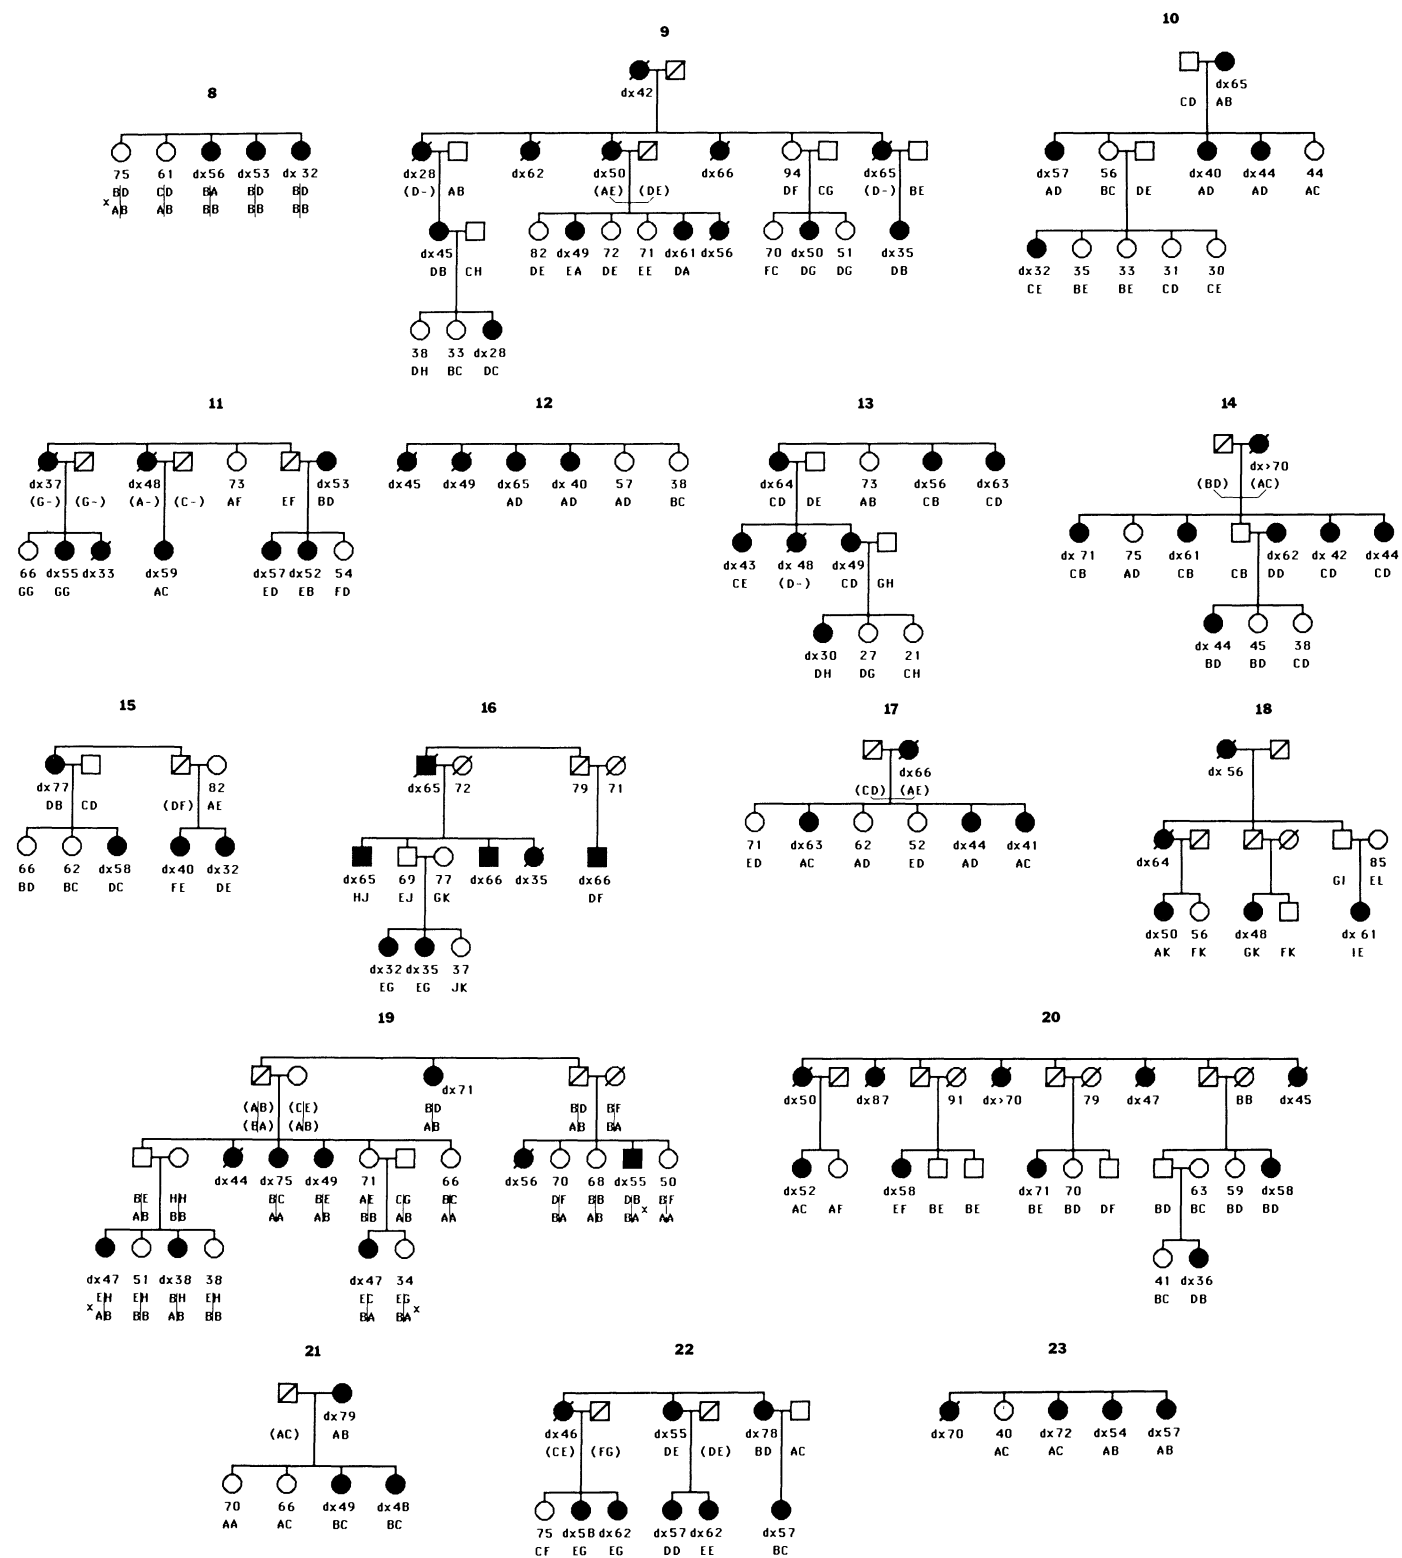 10
9
8
dx65
CD AB
dx42
75 61 dx56 dx53 dx 32
BD CD BA BD BD
x AB AB BB BB BB
dx28 dx62 dx50 dx66 94 dx65
(D-) AB (AE) (DE) DF CG (D-) BE
dx57 56 dx40 dx44 44
AD BC DE AD AD AC
dx45 82 dx49 72 71 dx61 dx56 70 dx50 51 dx35
DB CH DE EA DE EE DA FC DG DG DB
dx32 35 33 31 30
CE BE BE CD CE
38 33 dx28
DH BC DC
11 12 13 14
dx37 dx48 73 dx53
(G-) (G-) (A-) (C-) AF EF BD
dx45 dx49 dx65 dx 40 57 38
AD AD AD BC
dx64 73 dx56 dx63
CD DE AB CB CD
dx>70
(BD) (AC)
66 dx55 dx33 dx59 dx57 dx52 54
GG GG AC ED EB FD
dx43 dx 48 dx49
CE (D-) CD GH
dx 71 75 dx61 dx62 dx 42 dx44
CB AD CB CB DD CD CD
dx30 27 21
DH DG CH
dx 44 45 38
BD BD CD
15 16 17 18
dx77 82
DB CD (DF) AE
dx65 72 79 71
dx66
(CD) (AE)
dx 56
66 62 dx58 dx40 dx32
BD BC DC FE DE
dx65 69 77 dx66 dx35 dx66
HJ EJ GK DF
71 dx63 62 52 dx44 dx41
ED AC AD ED AD AC
dx64 85
GI EL
dx32 dx35 37
EG EG JK
dx50 56 dx48 dx 61
AK FK GK FK IE
19 20
dx71
(AB) (CE) BD BD BF
(BA) (AB) AB AB BA
dx50 dx87 91 dx>70 79 dx47 BB dx45
dx44 dx75 dx49 71 66 dx56 70 68 dx55 50
BE HH BC BE AE CG BC DF BB DB BF
AB BB AA AB BB AB AA BA AB BA x AA
dx52 dx58 dx71 70 63 59 dx58
AC AF EF BE BE BE BD DF BD BC BD BD
dx47 51 dx38 38 dx47 34
EH EH BH EH EC EG
x AB BB AB BB BA BA x
41 dx36
BC DB
21 22 23
dx79
(AC) AB
dx46 dx55 dx78
(CE) (FG) DE (DE) BD AC
dx70 40 dx72 dx54 dx57
AC AC AB AB
70 66 dx49 dx48
AA AC BC BC
75 dx58 dx62 dx57 dx62 dx57
CF EG EG DD EE BC